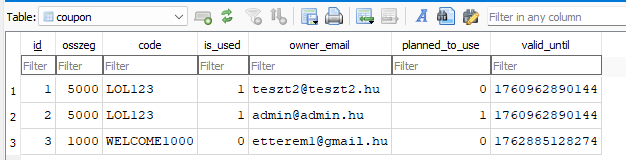 Table: coupon Filter in any column
id osszeg code is_used owner_email planned_to_use valid_until
Filter Filter Filter Filter Filter Filter Filter
1 1 5000 LOL123 1 teszt2@teszt2.hu 0 1760962890144
2 2 5000 LOL123 1 admin@admin.hu 1 1760962890144
3 3 1000 WELCOME1000 0 etterem1@gmail.hu 0 1762885128274